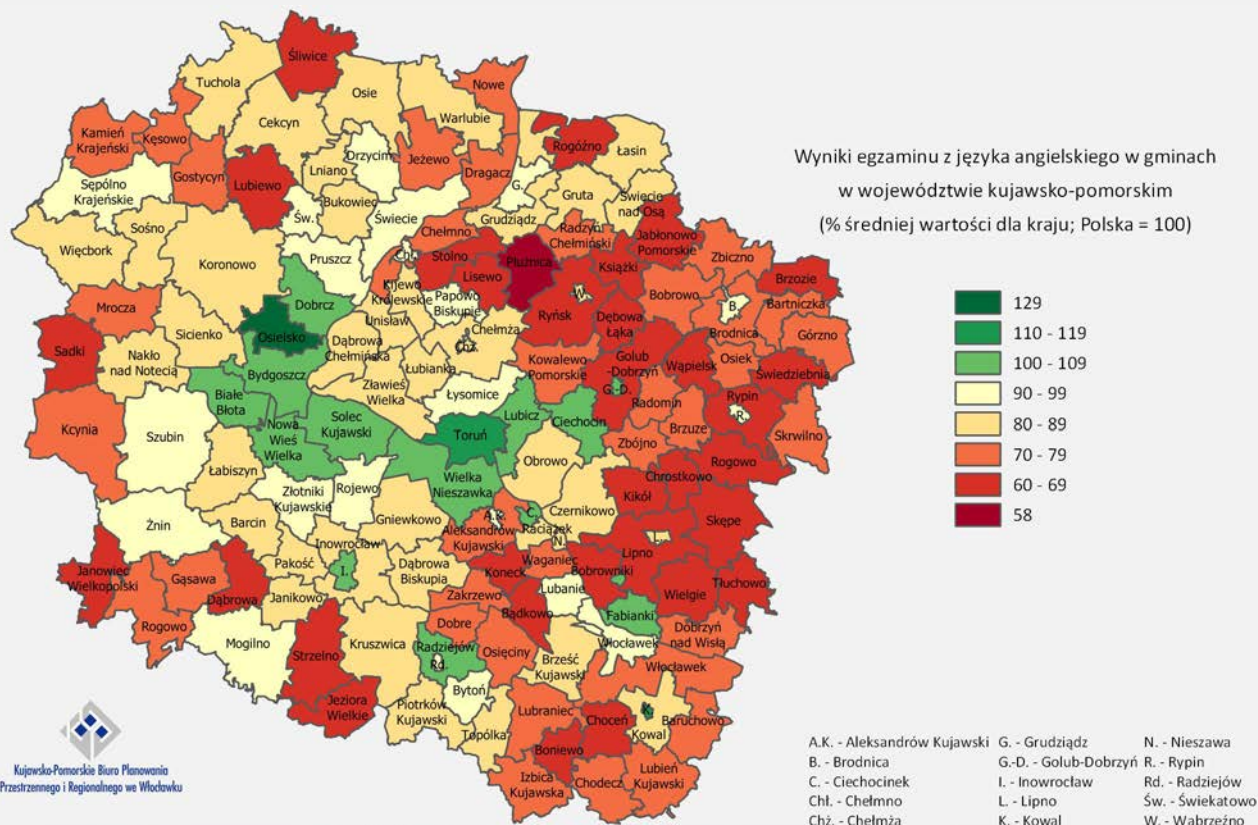 Śliwice
Tuchola
Osie
Nowe
Cekcyn
Warlubie
Kamień
Krajeński
Kęsowo
Rogóźno
Łasin
Drzycim
Jeżewo
Gostycyn
Lubiewo
Lniano
Dragacz
G.
Gruta
Świecie
nad Osą
Sępólno
Krajeńskie
Bukowiec
Św.
Świecie
Grudziądz
Sośno
Więcbork
Koronowo
Pruszcz
Chełmno
Radzyń
Chełmiński
Jabłonowo
Pomorskie
Chł.
Stolno
Płużnica
Książki
Zbiczno
Brzozie
Lisewo
Kijewo
Królewskie
Papowo
Biskupie
W.
Bobrowo
Bartniczka
Mrocza
Dobrcz
B.
Unisław
Ryńsk
Dębowa
Łąka
Brodnica
Górzno
Sicienko
Osielsko
Chełmża
Dąbrowa
Chełmińska
Chż.
Sadki
Nakło
nad Notecią
Łubianka
Kowalewo
Pomorskie
Golub
-Dobrzyń
Wąpielsk
Osiek
Świedziebnia
Bydgoszcz
Zławieś
Wielka
Białe
Błota
Łysomice
G.-D.
Radomin
Rypin
R.
Kcynia
Solec
Kujawski
Lubicz
Ciechocin
Brzuze
Skrwilno
Szubin
Nowa
Wieś
Wielka
Toruń
Zbójno
Łabiszyn
Obrowo
Rogowo
Wielka
Nieszawka
Chrostkowo
Złotniki
Kujawskie
Rojewo
Kikół
Czernikowo
Żnin
Barcin
Gniewkowo
A.K.
C.
Raciążek
Skępe
Aleksandrów
Kujawski
N.
L.
Inowrocław
Pakość
I.
Dąbrowa
Biskupia
Waganiec
Lipno
Janowiec
Wielkopolski
Gąsawa
Koneck
Bobrowniki
Tłuchowo
Dąbrowa
Janikowo
Zakrzewo
Lubanie
Wielgie
Bądkowo
Fabianki
Rogowo
Dobre
Dobrzyń
nad Wisłą
Mogilno
Kruszwica
Radziejów
Osięciny
Włocławek
Strzelno
Rd.
Brześć
Kujawski
Włocławek
Bytoń
Jeziora
Wielkie
Piotrków
Kujawski
Lubraniec
Choceń
K.
Baruchowo
Kowal
Topólka
Boniewo
Izbica
Kujawska
Chodecz
Lubień
Kujawski
Wyniki egzaminu z języka angielskiego w gminach
w województwie kujawsko-pomorskim
(% średniej wartości dla kraju; Polska = 100)
129
110 - 119
100 - 109
90 - 99
80 - 89
70 - 79
60 - 69
58
Kujawsko-Pomorskie Biuro Planowania
Przestrzennego i Regionalnego we Włocławku
A.K. - Aleksandrów Kujawski G. - Grudziądz N. - Nieszawa
B. - Brodnica G.-D. - Golub-Dobrzyń R. - Rypin
C. - Ciechocinek I. - Inowrocław Rd. - Radziejów
Chł. - Chełmno L. - Lipno Św. - Świekatowo
Chż. - Chełmża K. - Kowal W. - Wąbrzeźno